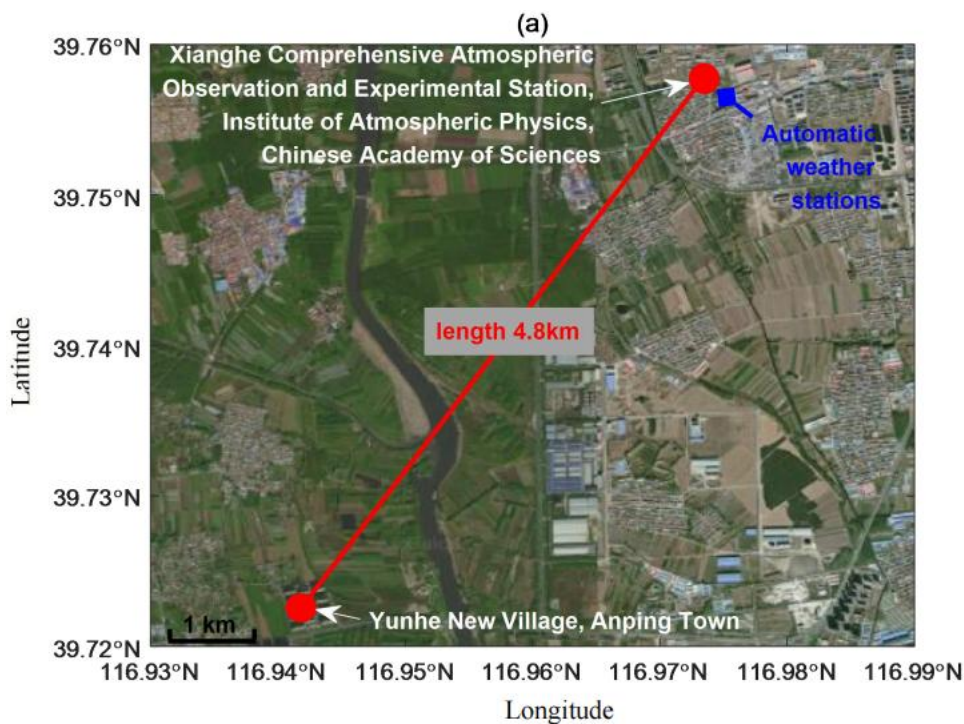 (a)
39.76°N
Xianghe Comprehensive Atmospheric
Observation and Experimental Station,
Institute of Atmospheric Physics,
Chinese Academy of Sciences
Automatic
weather
stations
39.75°N
length 4.8km
39.74°N
Latitude
39.73°N
Yunhe New Village, Anping Town
1 km
39.72°N
116.93°N 116.94°N 116.95°N 116.96°N 116.97°N 116.98°N 116.99°N
Longitude